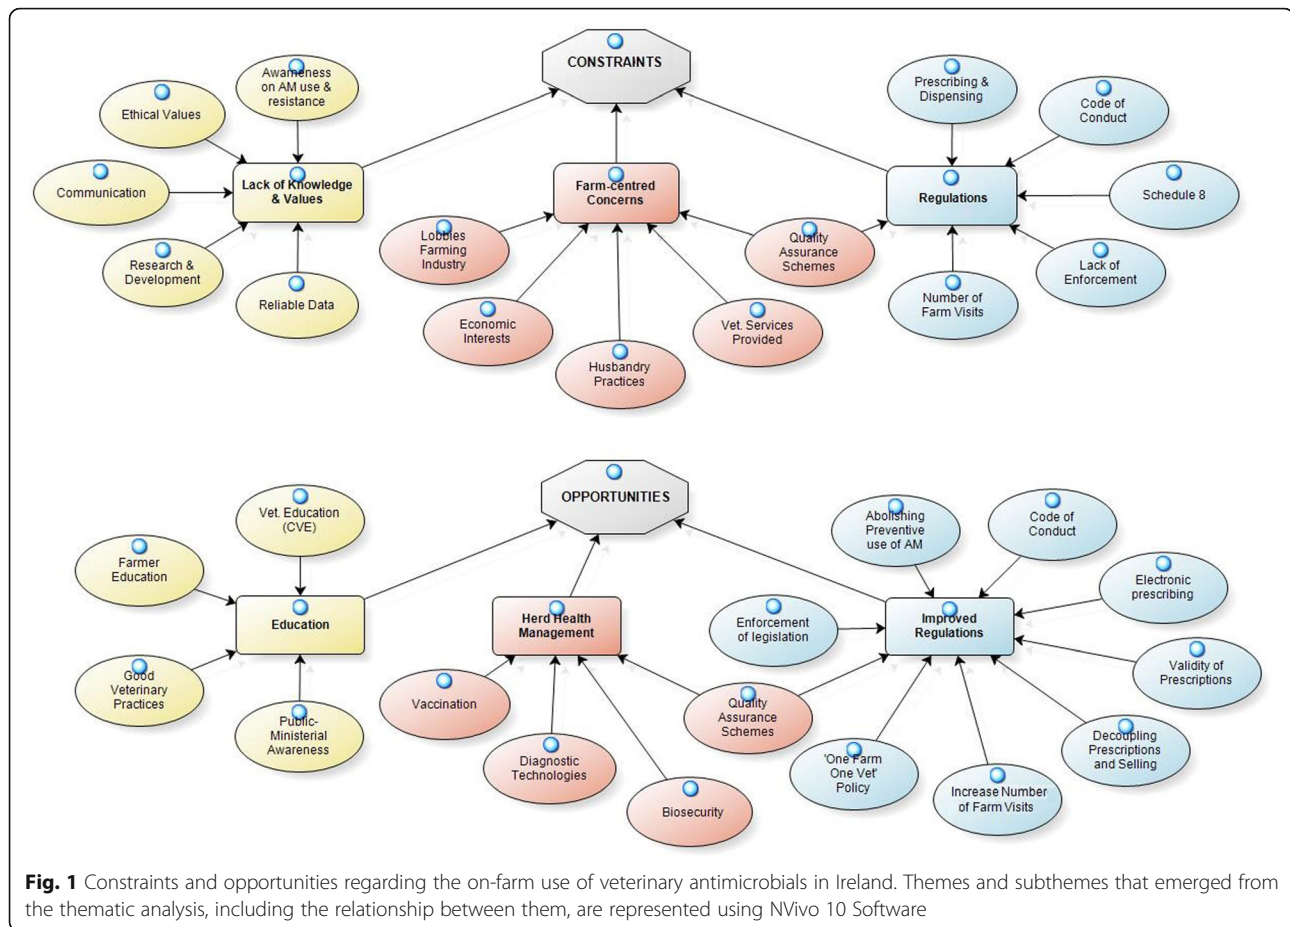 CONSTRAINTS
Awareness
on AM use &
resistance
Ethical Values
Communication
Research &
Development
Reliable Data
Lack of Knowledge
& Values
Farm-centred
Concerns
Lobbies
Farming
Industry
Economic
Interests
Husbandry
Practices
Vet. Services
Provided
Quality
Assurance
Schemes
Regulations
Prescribing &
Dispensing
Code of
Conduct
Schedule 8
Lack of
Enforcement
Number of
Farm Visits
OPPORTUNITIES
Vet. Education
(CVE)
Farmer
Education
Education
Good
Veterinary
Practices
Public-
Ministerial
Awareness
Herd Health
Management
Vaccination
Diagnostic
Technologies
Biosecurity
Quality
Assurance
Schemes
Improved
Regulations
Abolishing
Preventive
use of AM
Code of
Conduct
Electronic
prescribing
Enforcement
of legislation
Validity of
Prescriptions
Decoupling
Prescriptions
and Selling
Increase Number
of Farm Visits
'One Farm
One Vet'
Policy
Fig. 1 Constraints and opportunities regarding the on-farm use of veterinary antimicrobials in Ireland. Themes and subthemes that emerged from
the thematic analysis, including the relationship between them, are represented using NVivo 10 Software